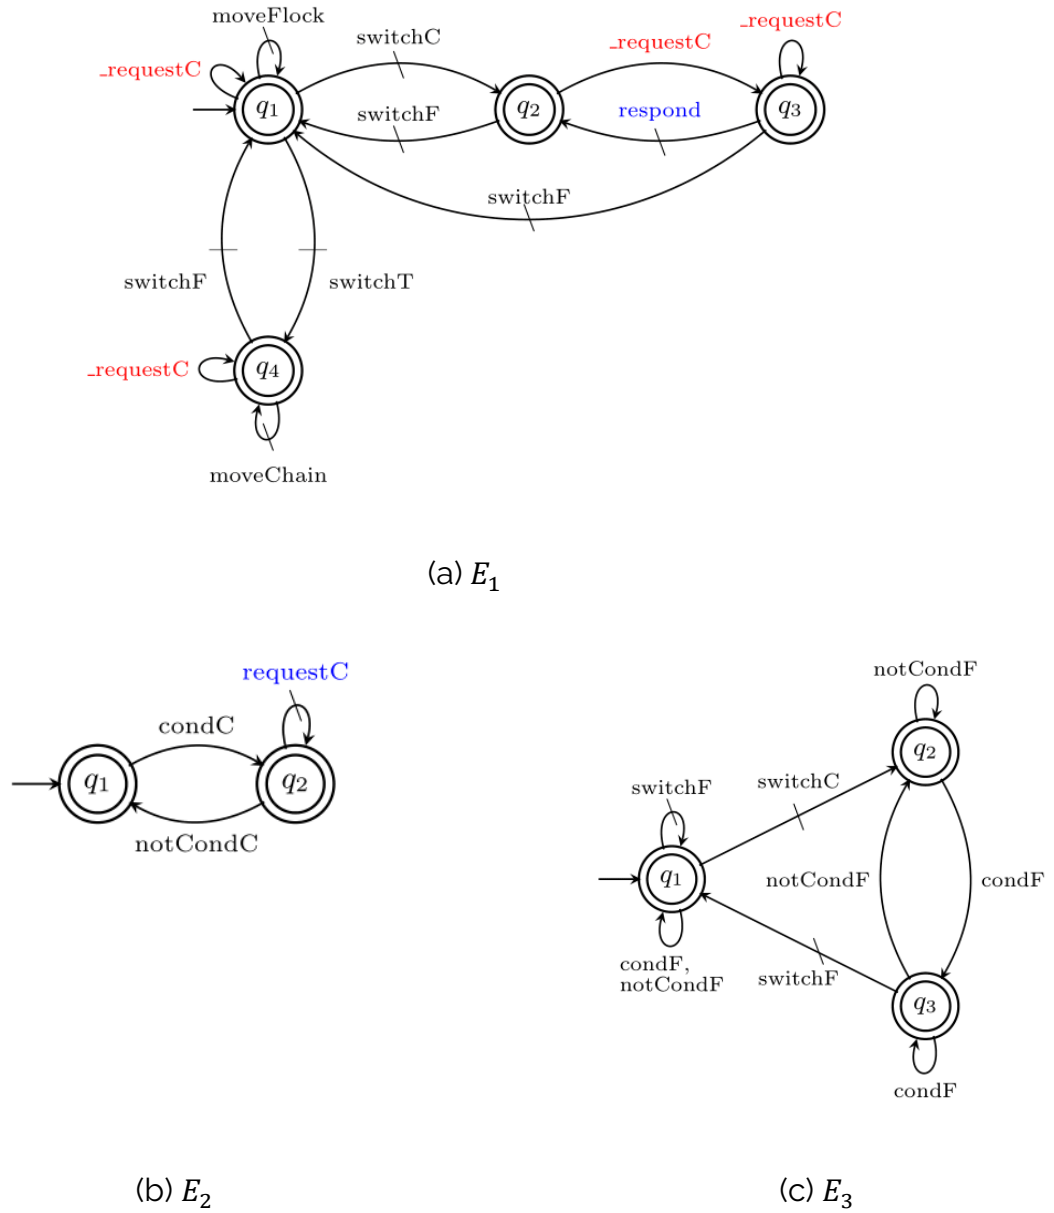 moveFlock
switchC
_requestC
_requestC
_requestC
q1
switchF
q2
respond
q3
switchF
switchF
switchT
_requestC
q4
moveChain
(a) E1
requestC
condC
q1
q2
notCondC
(b) E2
notCondF
q2
switchF
switchC
q1
notCondF
condF
condF,
notCondF
switchF
q3
condF
(c) E3